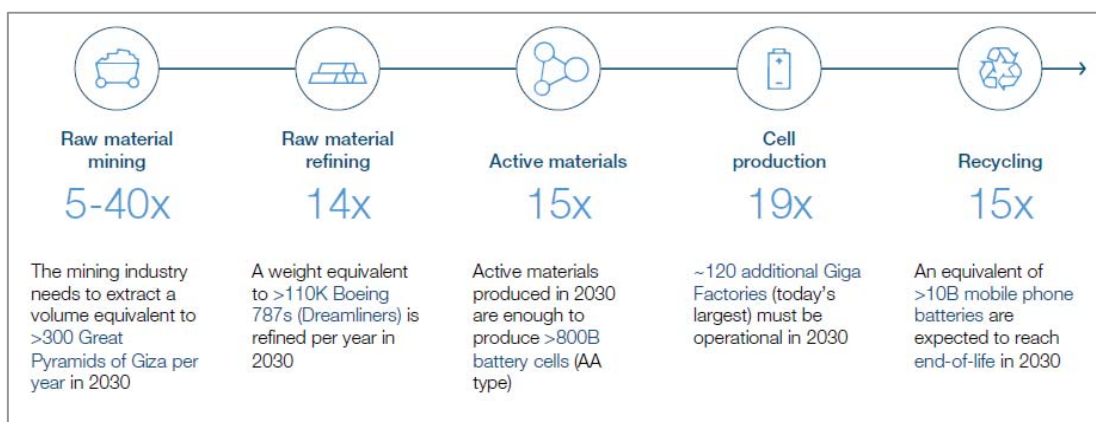 Raw material
mining
5-40x
The mining industry
needs to extract a
volume equivalent to
>300 Great
Pyramids of Giza per
year in 2030
Raw material
refining
14x
A weight equivalent
to >110K Boeing
787s (Dreamliners) is
refined per year in
2030
Active materials
15x
Active materials
produced in 2030
are enough to
produce >800B
battery cells (AA
type)
Cell
production
19x
~120 additional Giga
Factories (today's
largest) must be
operational in 2030
Recycling
15x
An equivalent of
>10B mobile phone
batteries are
expected to reach
end-of-life in 2030